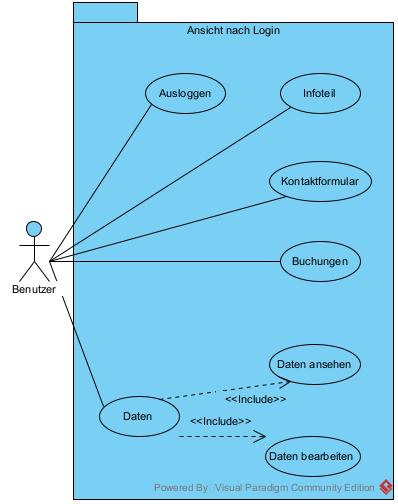 Ansicht nach Login
Ausloggen
Infoteil
Kontaktformular
Buchungen
Benutzer
Daten ansehen
<<Include>>
Daten
<<Include>>
Daten bearbeiten
Powered By: Visual Paradigm Community Edition